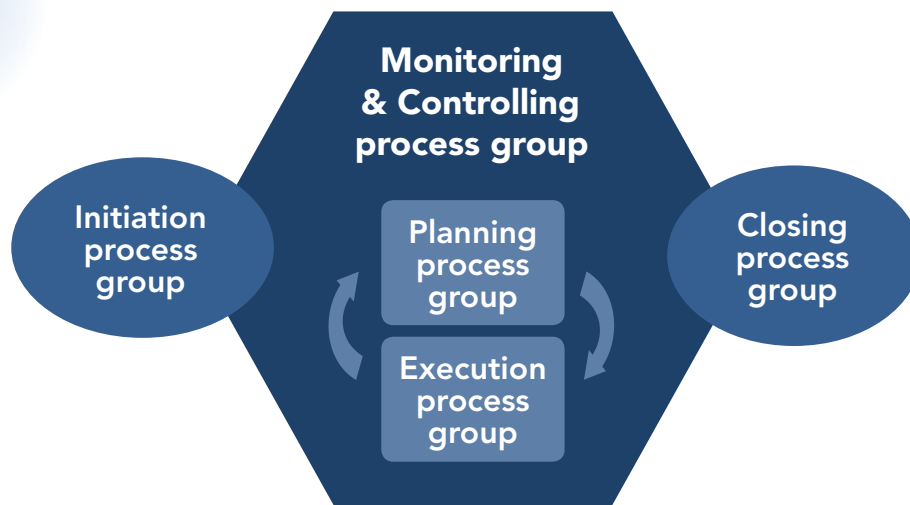 Monitoring
& Controlling
process group
Initiation
process
group
Planning
process
group
Closing
process
group
Execution
process
group